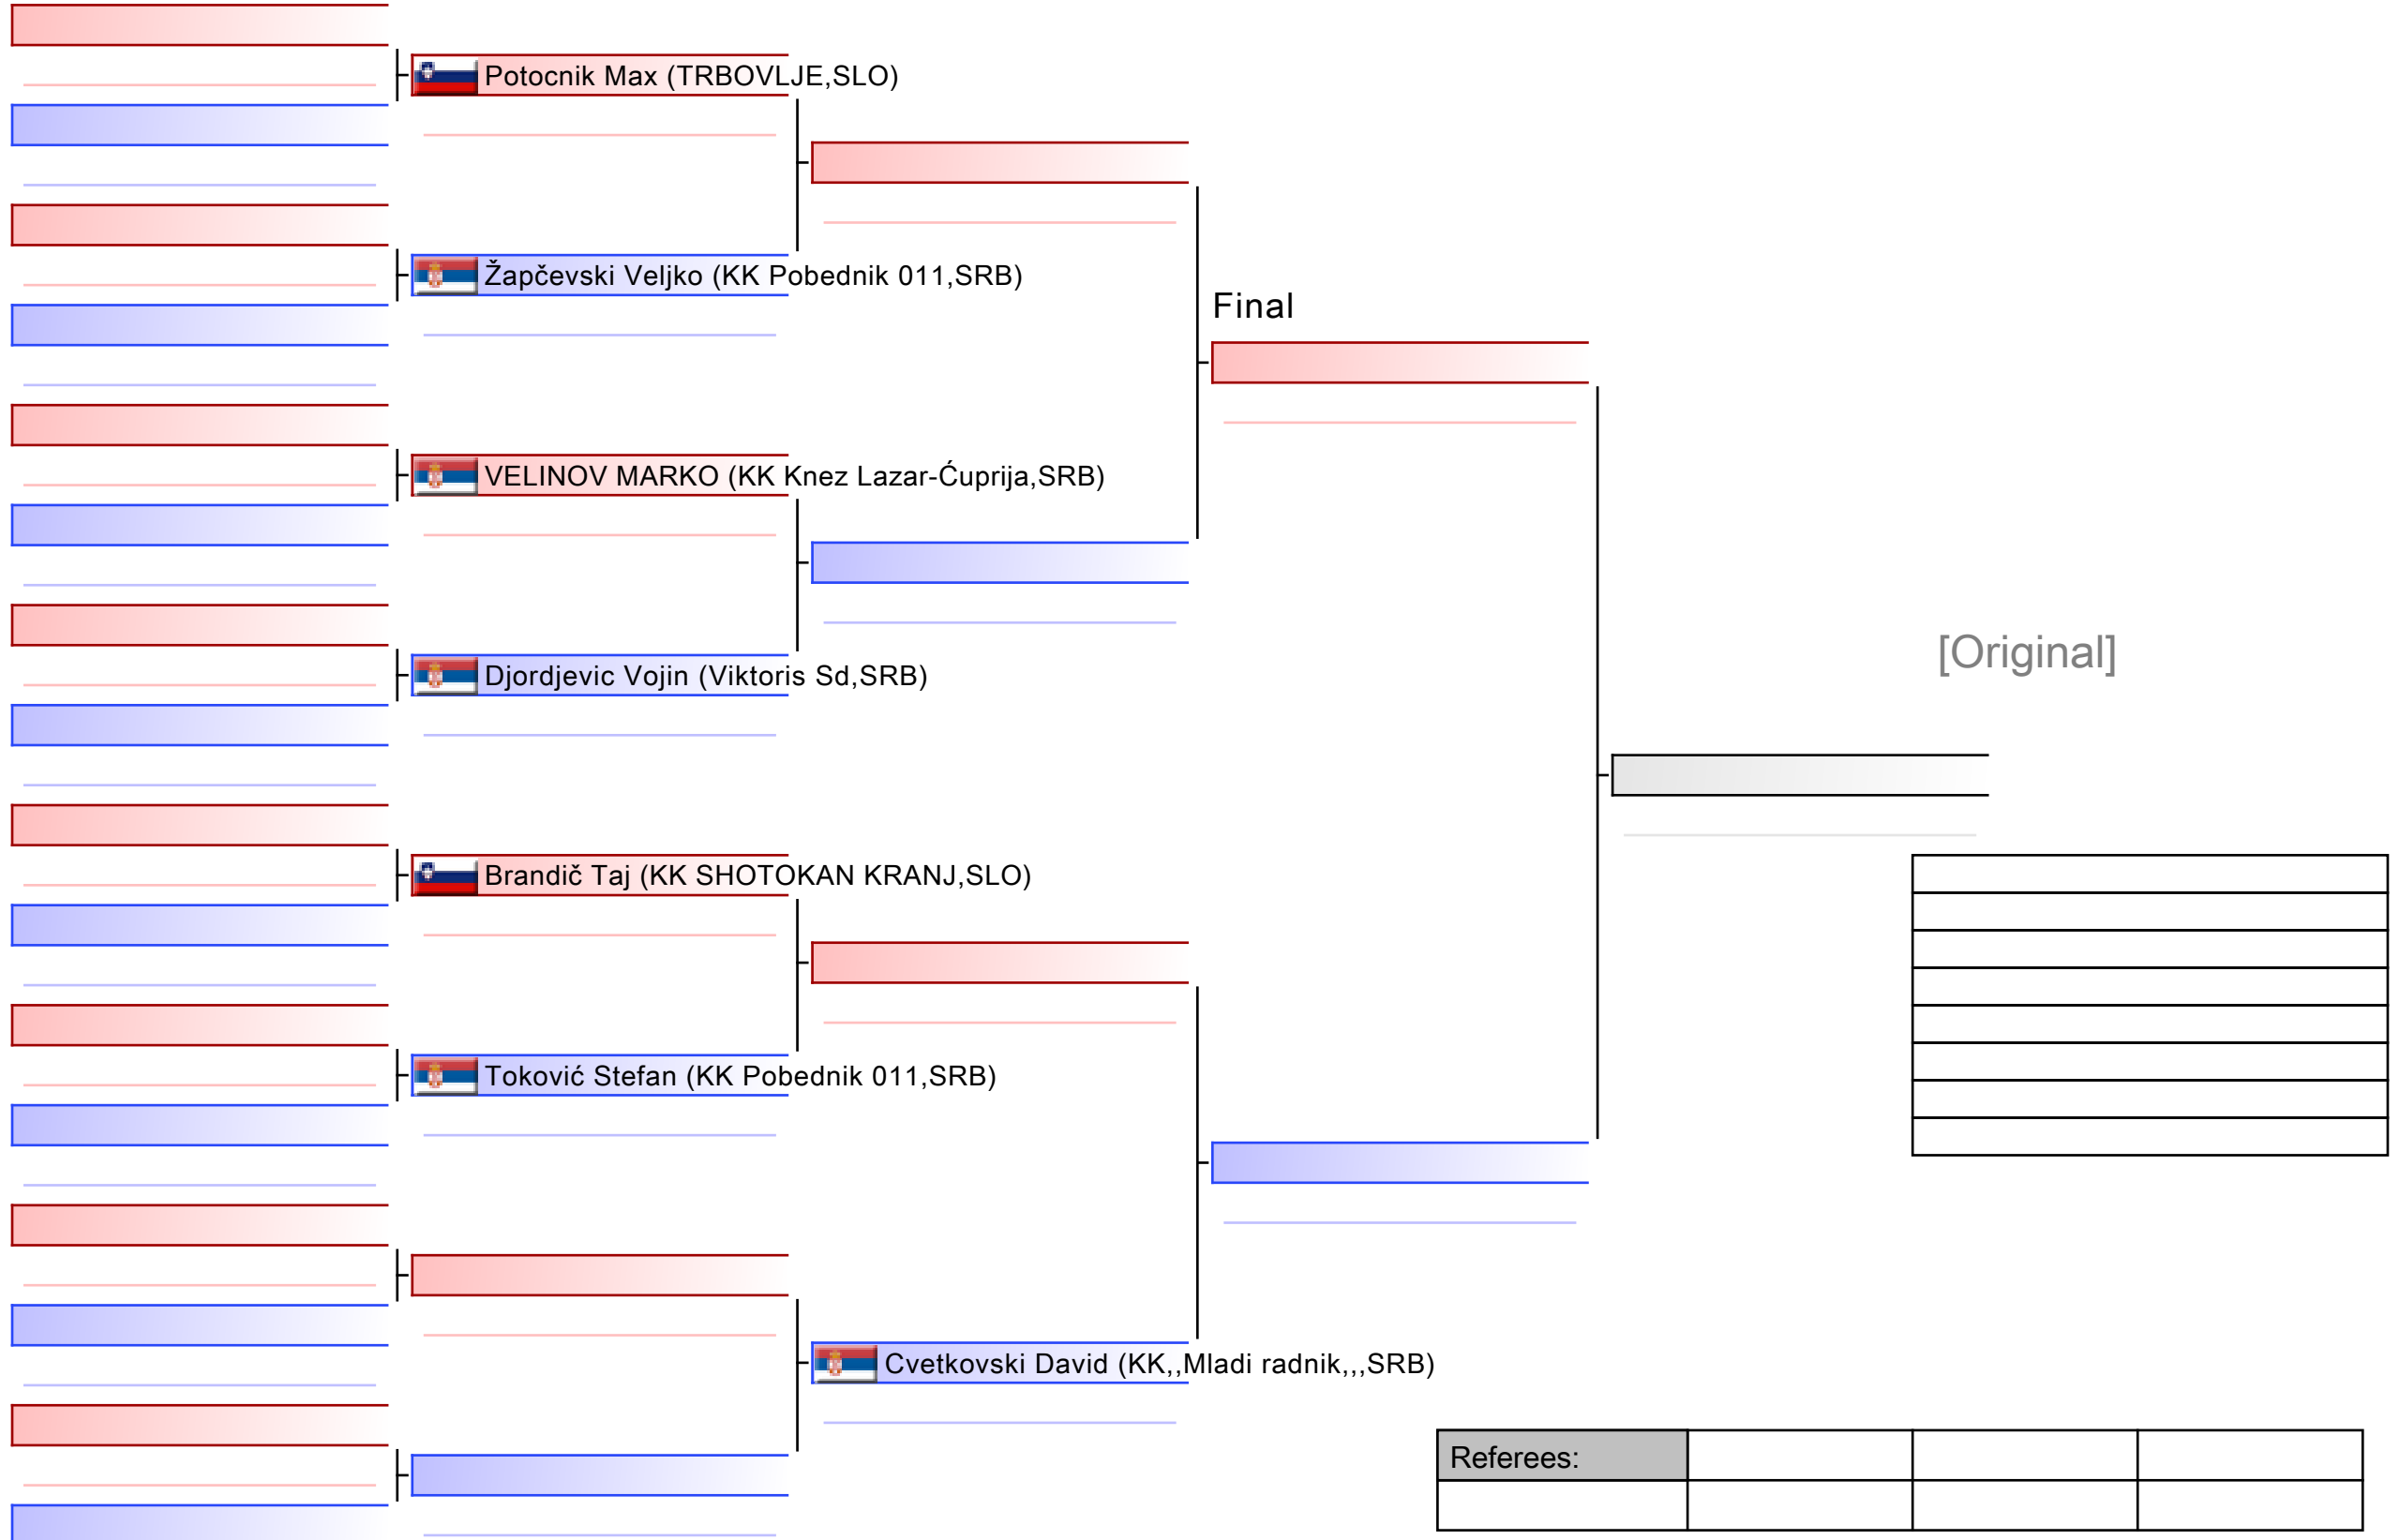 Potocnik Max (TRBOVLJE,SLO)
Žapčevski Veljko (KK Pobednik 011,SRB)
Final
VELINOV MARKO (KK Knez Lazar-Ćuprija,SRB)
[Original]
Djordjevic Vojin (Viktoris Sd,SRB)
Brandič Taj (KK SHOTOKAN KRANJ,SLO)
Toković Stefan (KK Pobednik 011,SRB)
Cvetkovski David (KK,,Mladi radnik,,,SRB)
Referees: